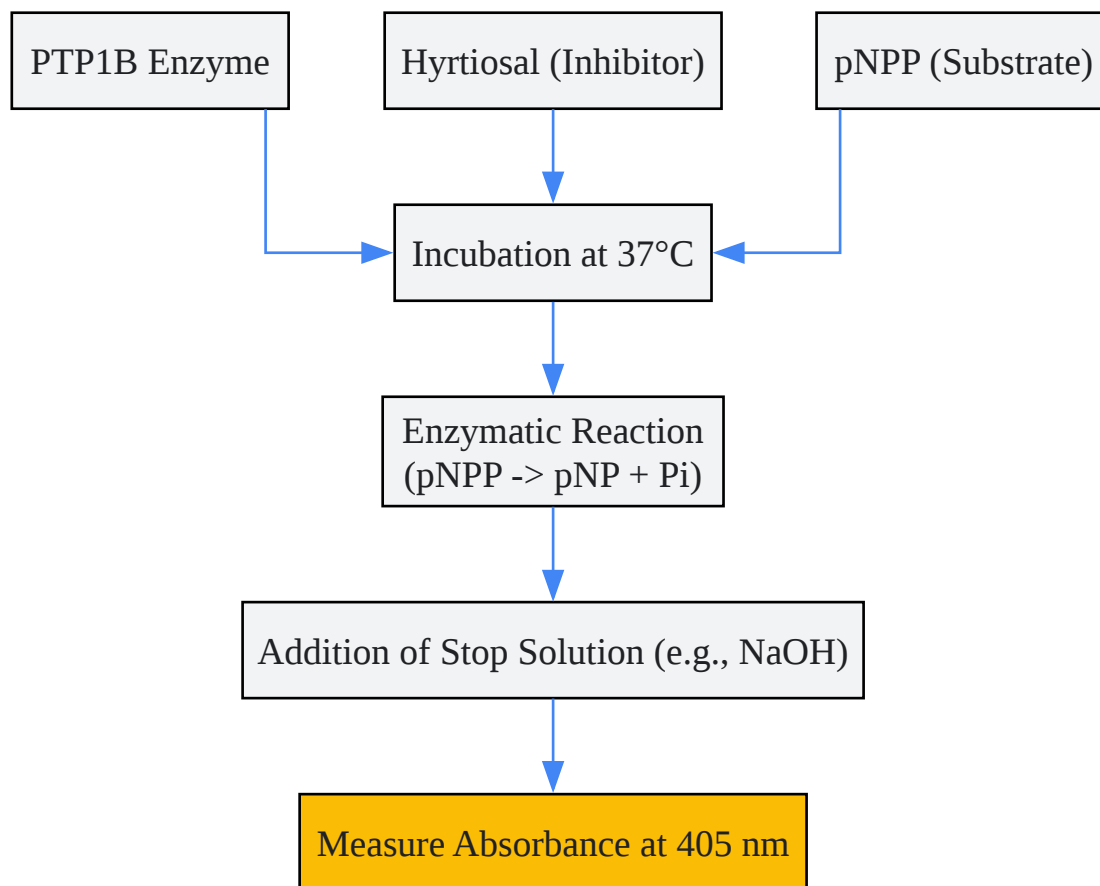 PTP1B Enzyme
Hyrtiosal (Inhibitor)
pNPP (Substrate)
Incubation at 37°C
Enzymatic Reaction
(pNPP -> pNP + Pi)
Addition of Stop Solution (e.g., NaOH)
Measure Absorbance at 405 nm